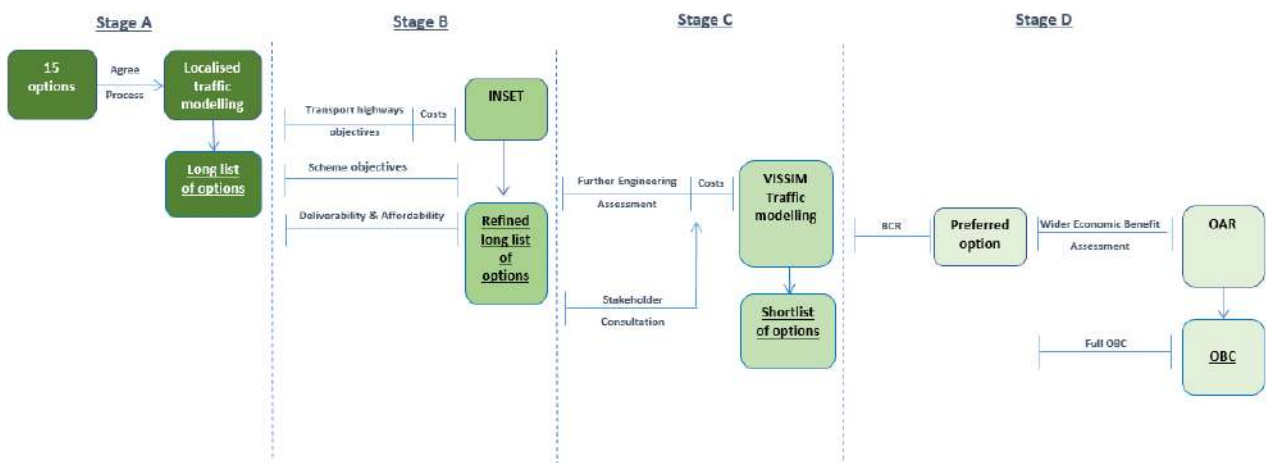 Stage A
15
options
Agree
Process
Localised
traffic
modelling
Long list
of options
Stage B
Transport highways
objectives
Costs
INSET
Scheme objectives
Deliverability & Affordability
Refined
long list
of
options
Stage C
Further Engineering
Assessment
Costs
VISSIM
Traffic
modelling
Stakeholder
Consultation
Shortlist
of options
Stage D
BCR
Preferred
option
Wider Economic Benefit
Assessment
OAR
Full OBC
OBC